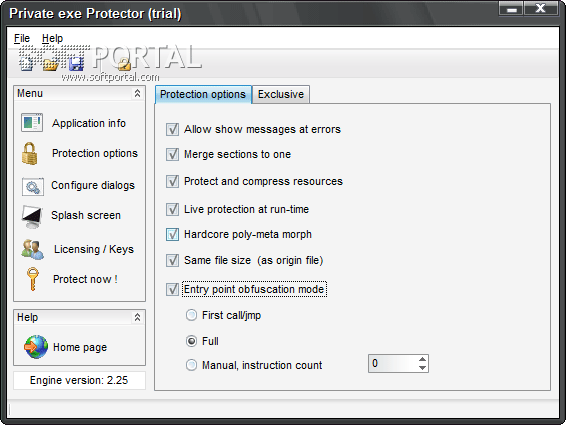 Private exe Protector (trial)
File Help
SOFTPORTAL
www.softportal.com
Menu
Application info
Protection options
Configure dialogs
Splash screen
Licensing / Keys
Protect now !
Help
Home page
Engine version: 2.25
Protection options Exclusive
Allow show messages at errors
Merge sections to one
Protect and compress resources
Live protection at run-time
Hardcore poly-meta morph
Same file size (as origin file)
Entry point obfuscation mode
First call/jmp
Full
Manual, instruction count 0